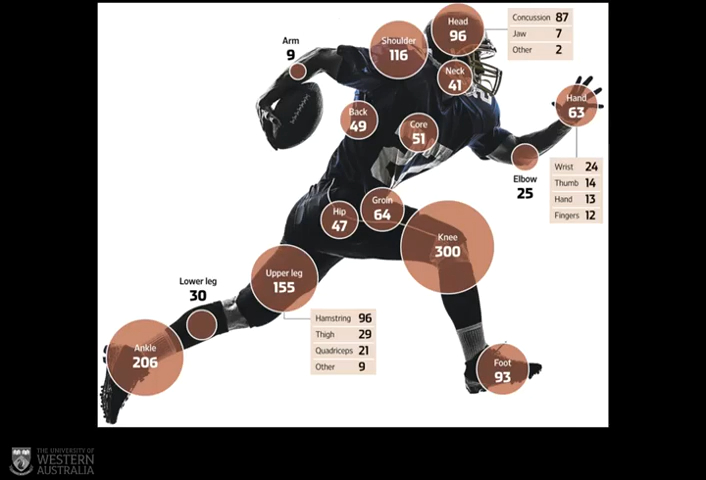 Head
96
Concussion 87
Jaw 7
Other 2
Arm
9
Shoulder
116
Neck
41
Hand
63
Back
49
Core
51
Wrist 24
Thumb 14
Hand 13
Fingers 12
Elbow
25
Groin
64
Hip
47
Knee
300
Upper leg
155
Lower leg
30
Hamstring 96
Thigh 29
Quadriceps 21
Other 9
Ankle
206
Foot
93
THE UNIVERSITY OF
WESTERN
AUSTRALIA